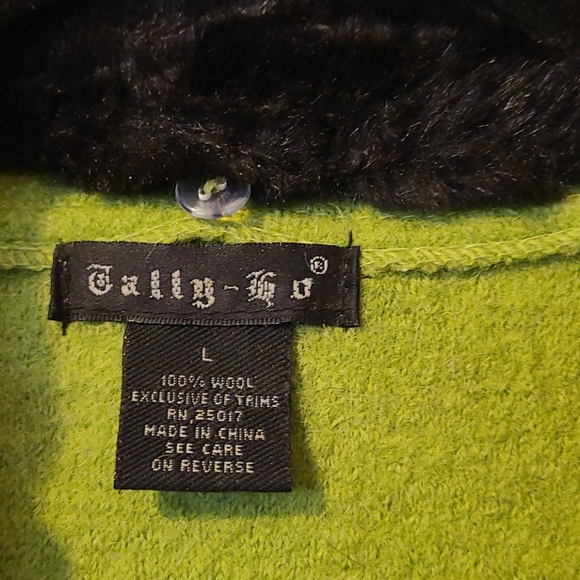 Tally-Ho®
L
100% WOOL
EXCLUSIVE OF TRIMS
RN, 25017
MADE IN CHINA
SEE CARE
ON REVERSE